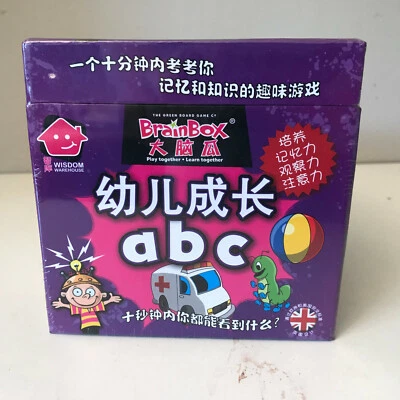 一个十分钟内考考你
记忆和知识的趣味游戏
THE GREEN BOARD GAME Cº
BrainBox®
大脑瓜
Play together • Learn together
WISDOM
WAREHOUSE
培养
记忆力
观察力
注意力
幼儿成长
abc
十秒钟内你都能看到什么?